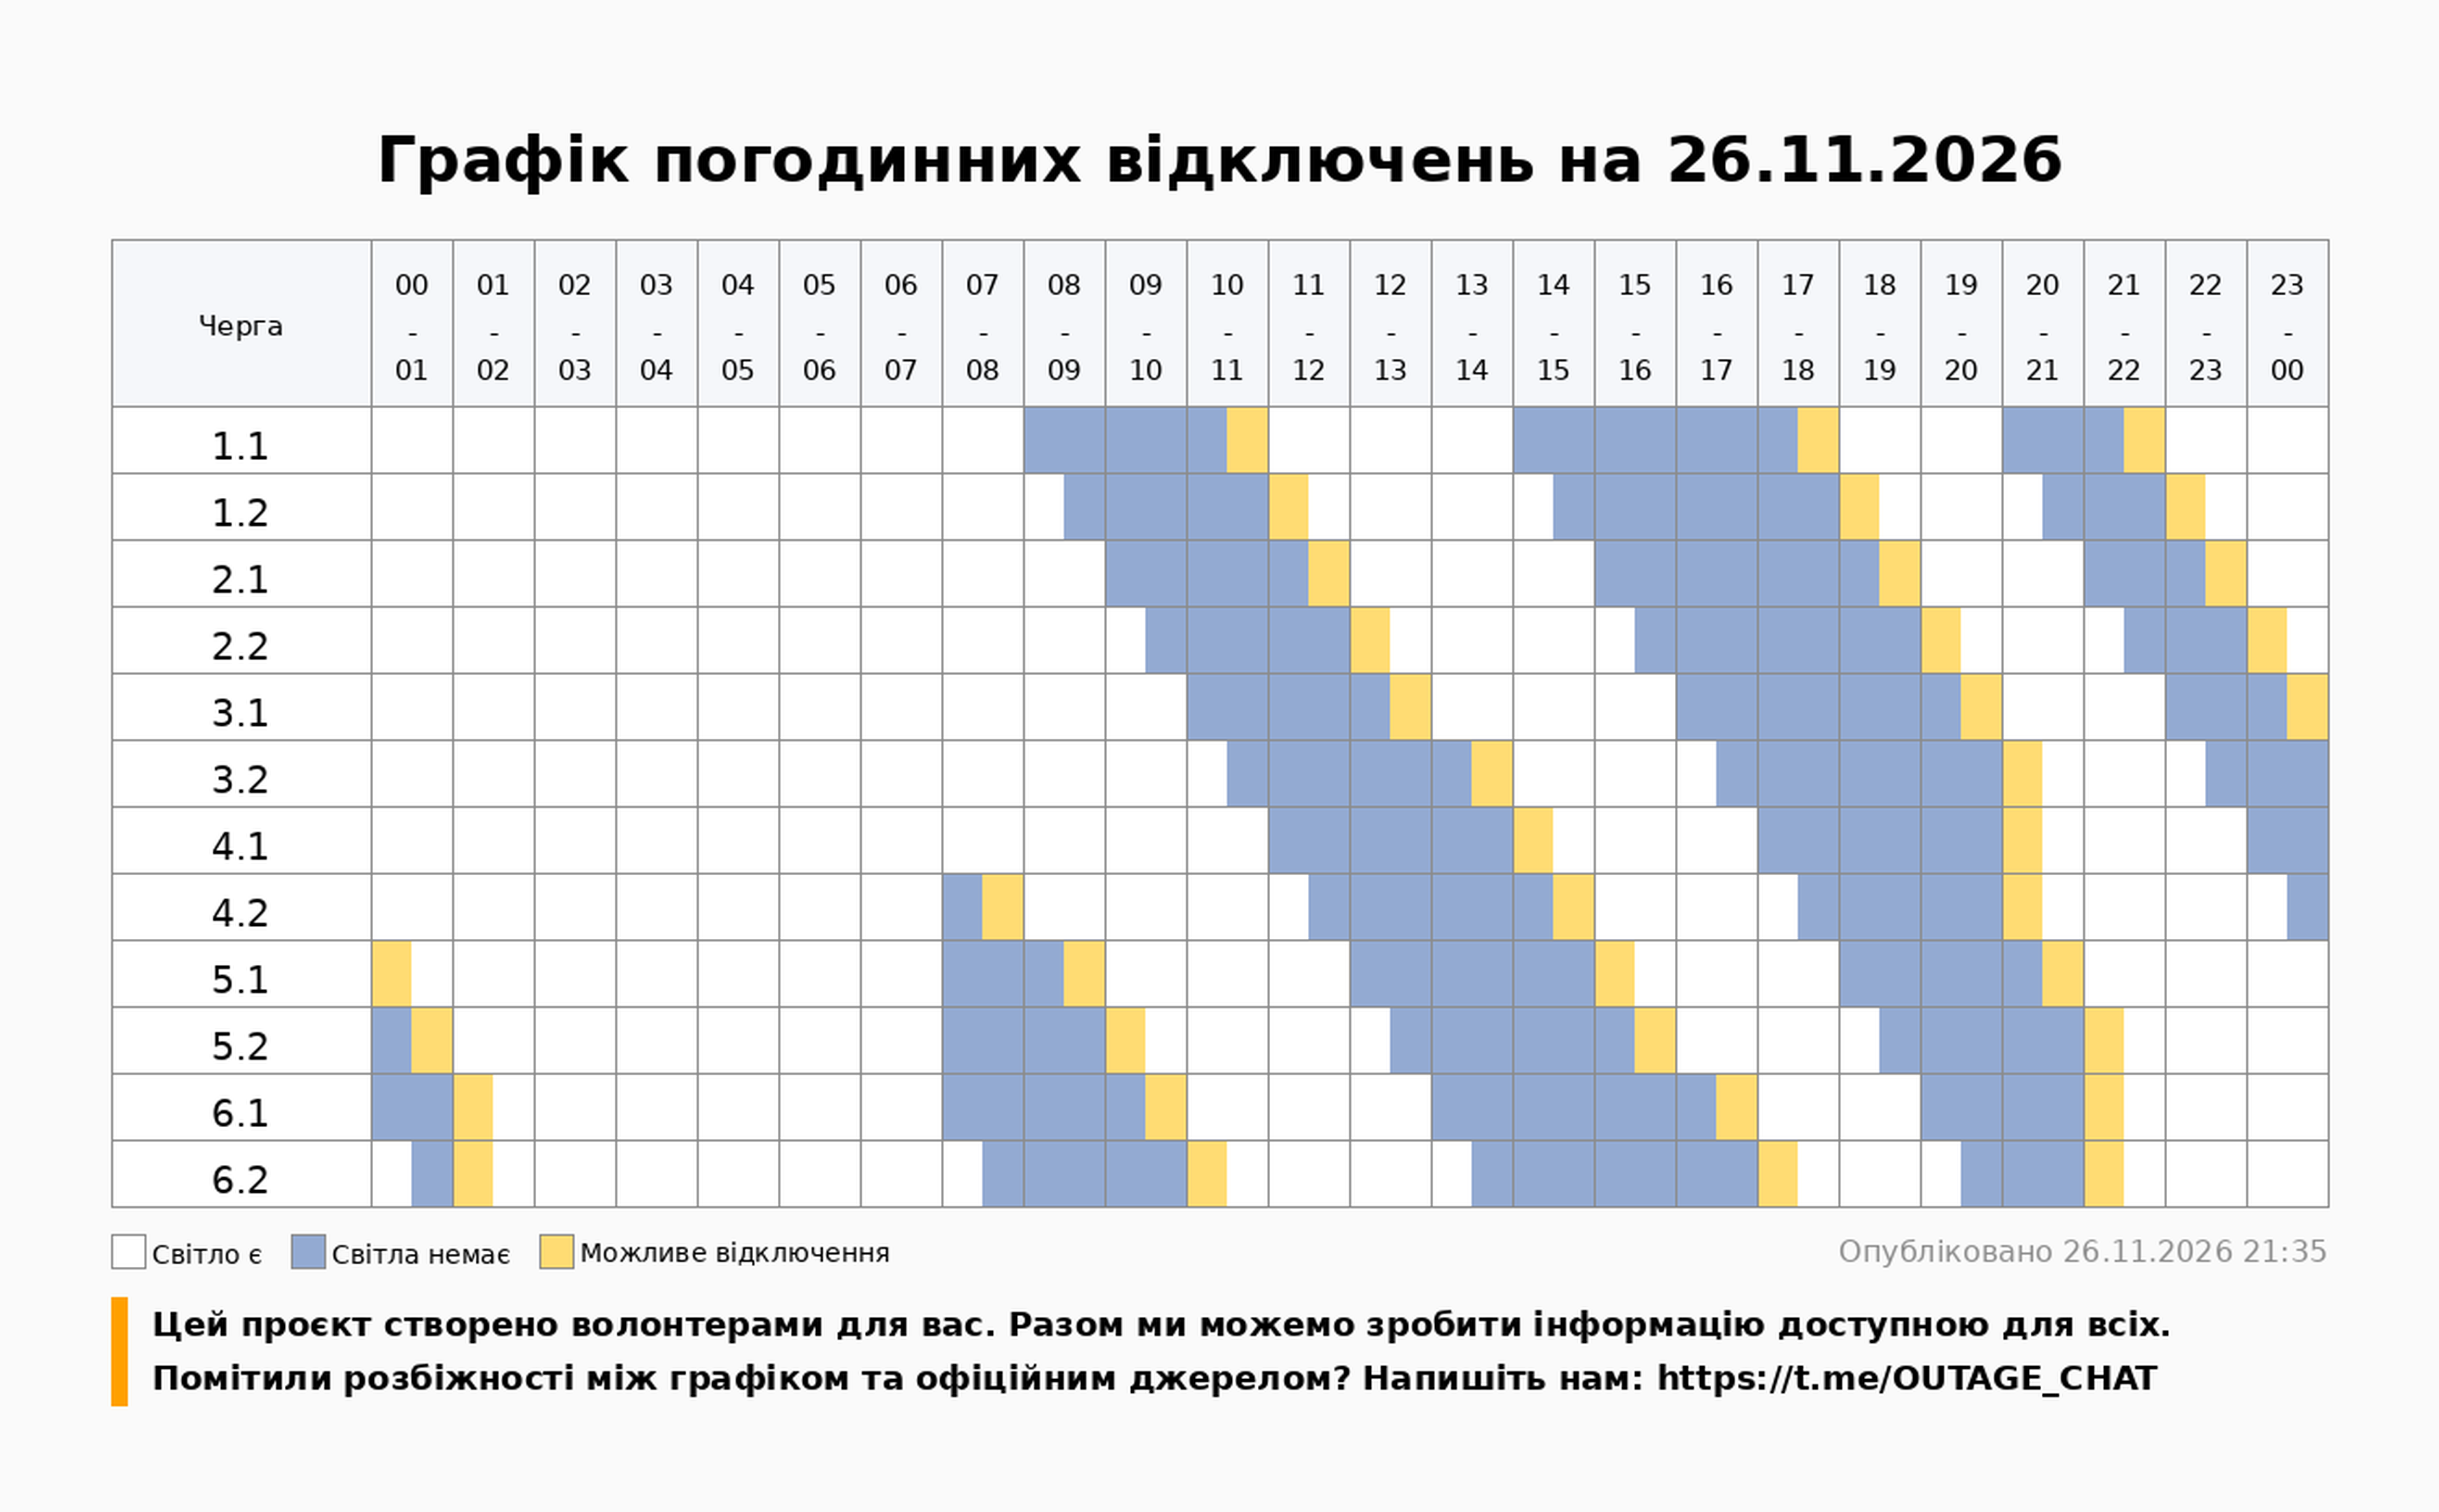 Графік погодинних відключень на 26.11.2026
Черга
00 - 01
01 - 02
02 - 03
03 - 04
04 - 05
05 - 06
06 - 07
07 - 08
08 - 09
09 - 10
10 - 11
11 - 12
12 - 13
13 - 14
14 - 15
15 - 16
16 - 17
17 - 18
18 - 19
19 - 20
20 - 21
21 - 22
22 - 23
23 - 00
1.1
1.2
2.1
2.2
3.1
3.2
4.1
4.2
5.1
5.2
6.1
6.2
Світло є
Світла немає
Можливе відключення
Опубліковано 26.11.2026 21:35
Цей проєкт створено волонтерами для вас. Разом ми можемо зробити інформацію доступною для всіх.
Помітили розбіжності між графіком та офіційним джерелом? Напишіть нам: https://t.me/OUTAGE_CHAT